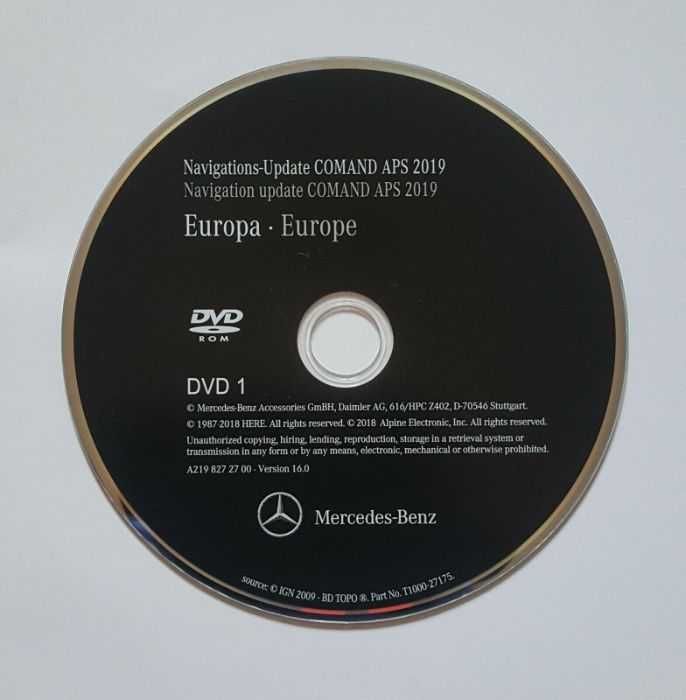 Navigations-Update COMAND APS 2019
Navigation update COMAND APS 2019
Europa · Europe
DVD
ROM
DVD 1
© Mercedes-Benz Accessories GmBH, Daimler AG, 616/HPC Z402, D-70546 Stuttgart.
© 1987 2018 HERE. All rights reserved. © 2018 Alpine Electronic, Inc. All rights reserved.
Unauthorized copying, hiring, lending, reproduction, storage in a retrieval system or
transmission in any form or by any means, electronic, mechanical or otherwise prohibited.
A219 827 27 00 · Version 16.0
Mercedes-Benz
source: © IGN 2009 - BD TOPO ®. Part No. T1000-27175.